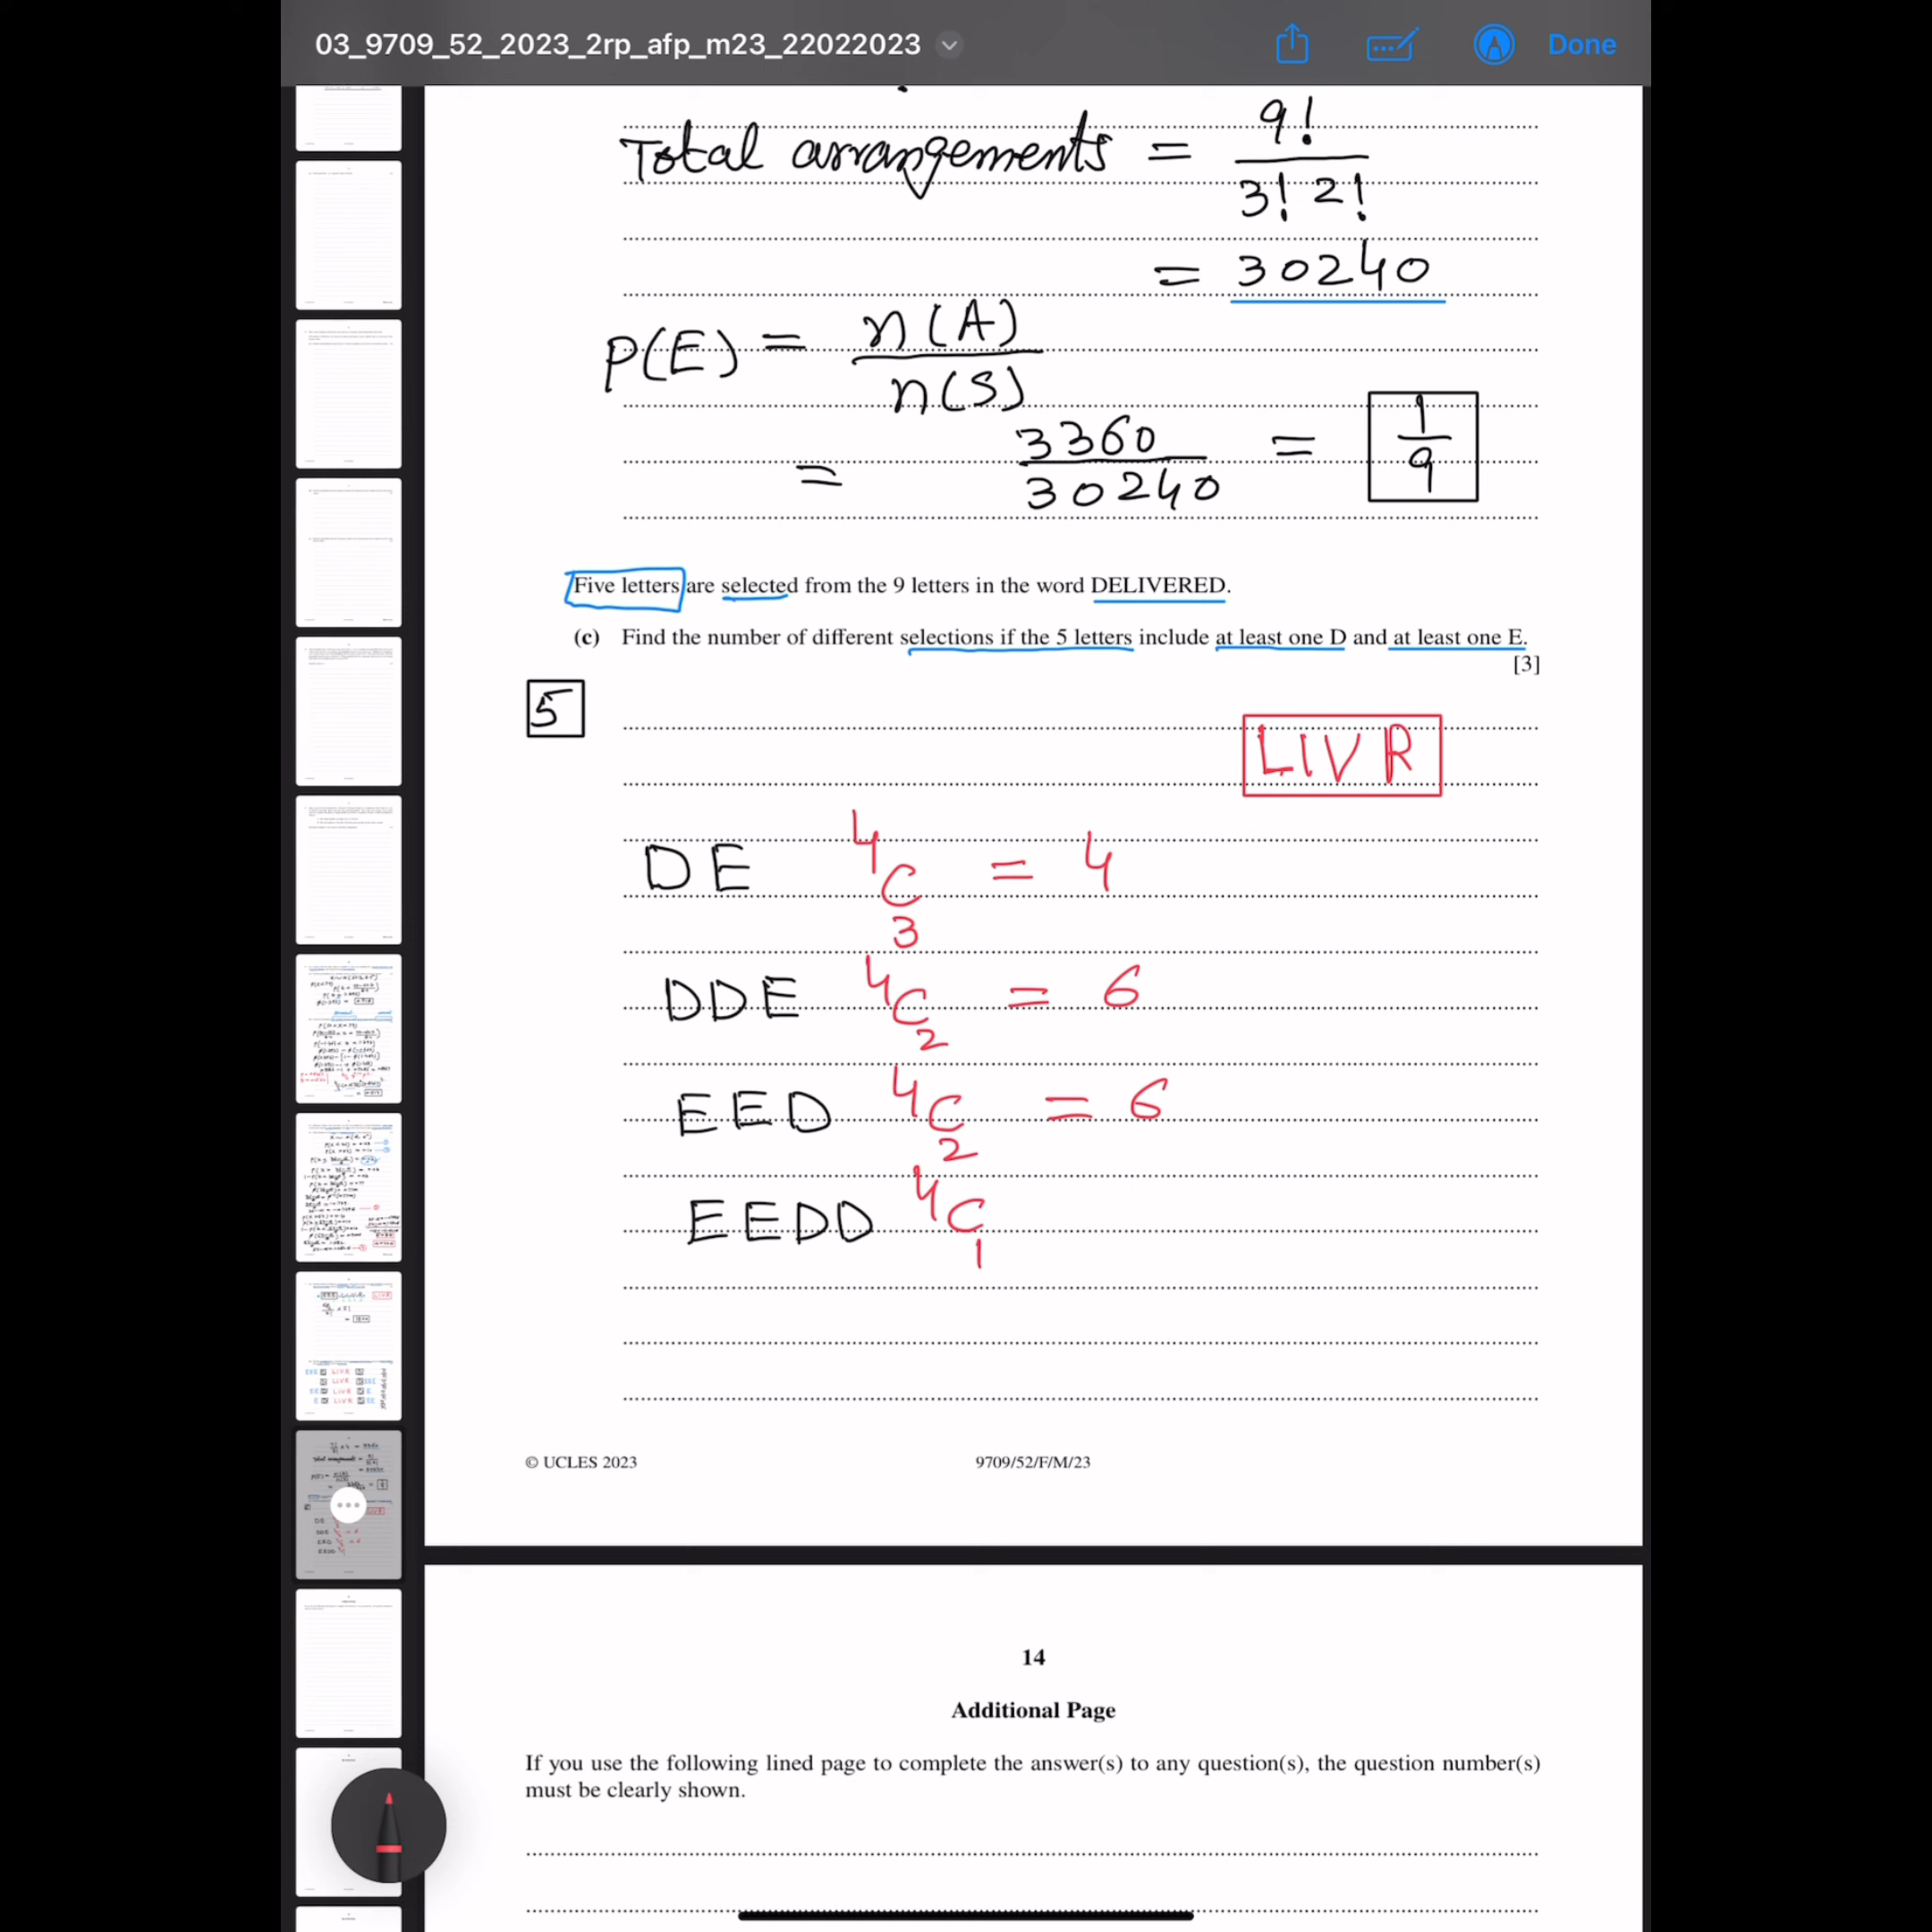 03_9709_52_2023_2rp_afp_m23_22022023
Done
Total arrangements = 9!
3! 2!
= 30240
P(E) = n(A)
n(S)
= 3360 = 1
30240 9
Five letters are selected from the 9 letters in the word DELIVERED.
(c) Find the number of different selections if the 5 letters include at least one D and at least one E.
[3]
5
LIVR
DE 4C3 = 4
DDE 4C2 = 6
EED 4C2 = 6
EEDD 4C1
© UCLES 2023 9709/52/F/M/23
14
Additional Page
If you use the following lined page to complete the answer(s) to any question(s), the question number(s)
must be clearly shown.